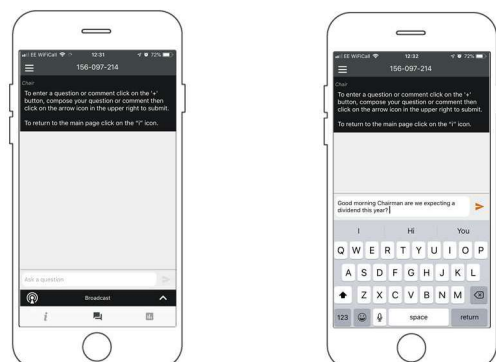 EE WiFiCall 12:31 72%
156-097-214
Chair
To enter a question or comment click on the '+'
button, compose your question or comment then
click on the arrow icon in the upper right to submit.
To return to the main page click on the "i" icon.
Ask a question
Broadcast
i
EE WiFiCall 12:32 72%
156-097-214
Chair
To enter a question or comment click on the '+'
button, compose your question or comment then
click on the arrow icon in the upper right to submit.
To return to the main page click on the "i" icon.
Good morning Chairman are we expecting a
dividend this year?
I Hi You
Q W E R T Y U I O P
A S D F G H J K L
Z X C V B N M
123 space return